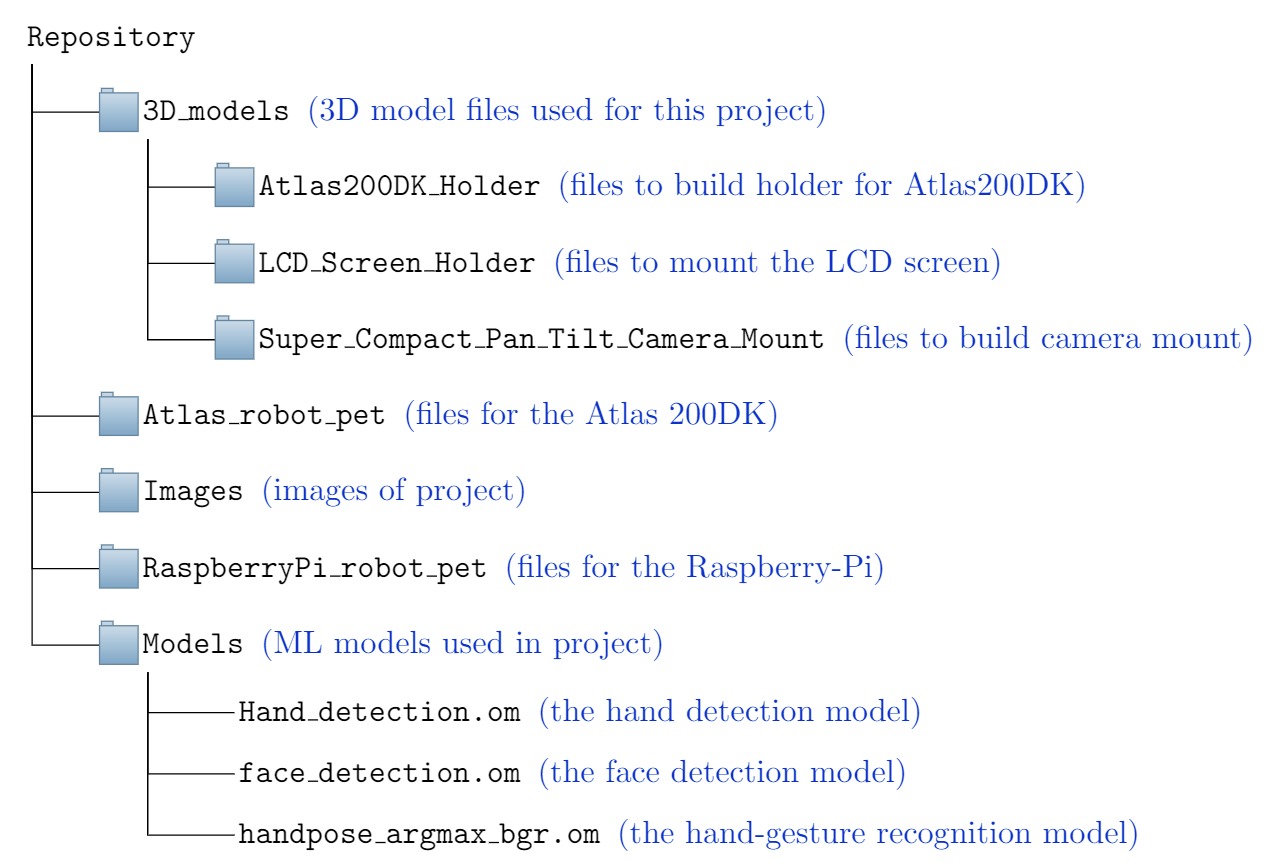 Repository
3D_models (3D model files used for this project)
Atlas200DK_Holder (files to build holder for Atlas200DK)
LCD_Screen_Holder (files to mount the LCD screen)
Super_Compact_Pan_Tilt_Camera_Mount (files to build camera mount)
Atlas_robot_pet (files for the Atlas 200DK)
Images (images of project)
RaspberryPi_robot_pet (files for the Raspberry-Pi)
Models (ML models used in project)
Hand_detection.om (the hand detection model)
face_detection.om (the face detection model)
handpose_argmax_bgr.om (the hand-gesture recognition model)